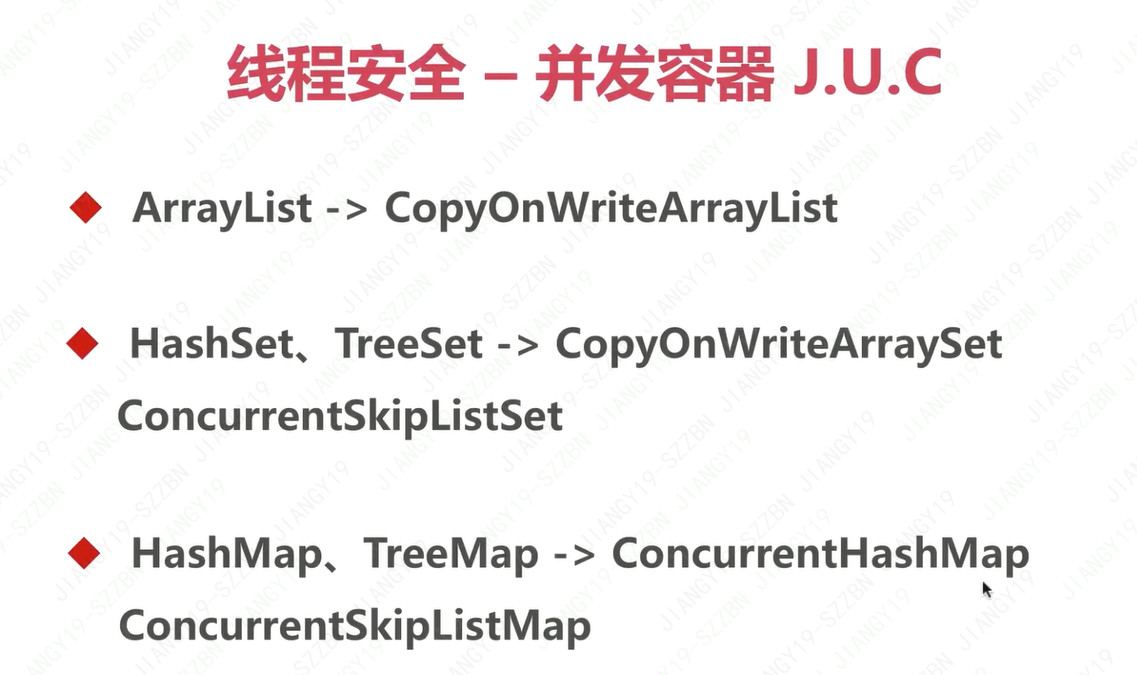 线程安全 – 并发容器 J.U.C
ArrayList -> CopyOnWriteArrayList
HashSet、TreeSet -> CopyOnWriteArraySet
ConcurrentSkipListSet
HashMap、TreeMap -> ConcurrentHashMap
ConcurrentSkipListMap
JIANGY19-SZZBN